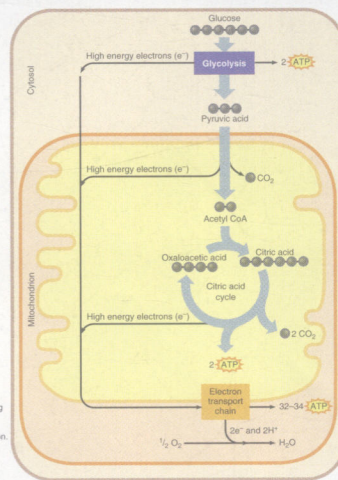 Glucose
High energy electrons (e⁻)
Glycolysis
2 ATP
Cytosol
Pyruvic acid
High energy electrons (e⁻)
CO₂
Acetyl CoA
Oxaloacetic acid
Citric acid
Citric acid
cycle
Mitochondrion
High energy electrons (e⁻)
2 CO₂
2 ATP
Electron
transport
chain
32–34 ATP
2e⁻ and 2H⁺
½ O₂
H₂O